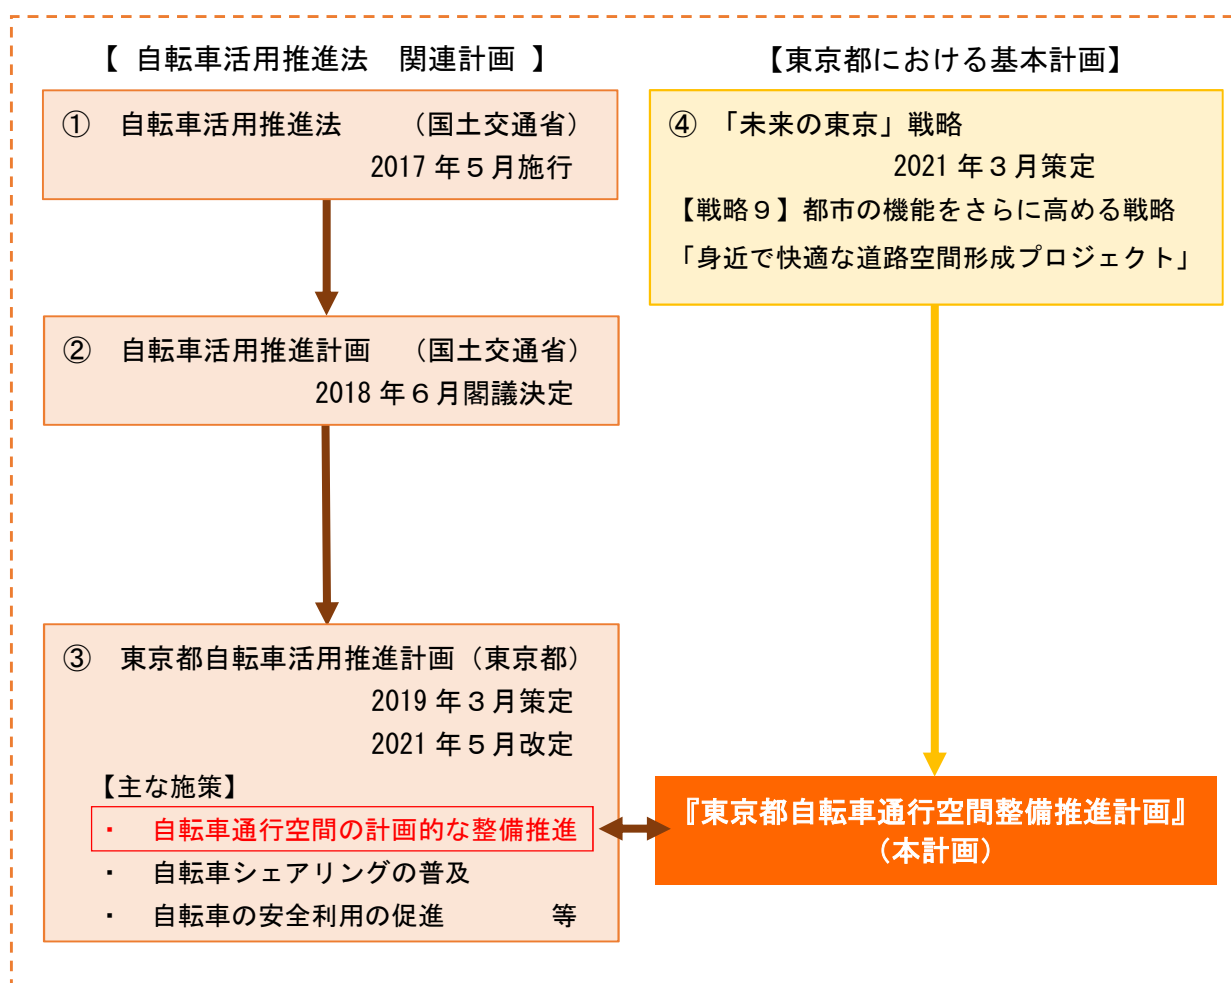 【 自転車活用推進法　関連計画 】
① 自転車活用推進法　（国土交通省）
2017 年５月施行
② 自転車活用推進計画　（国土交通省）
2018 年６月閣議決定
③ 東京都自転車活用推進計画（東京都）
2019 年３月策定
2021 年５月改定
【主な施策】
・ 自転車通行空間の計画的な整備推進
・ 自転車シェアリングの普及
・ 自転車の安全利用の促進　等
【東京都における基本計画】
④ 「未来の東京」戦略
2021 年３月策定
【戦略９】都市の機能をさらに高める戦略
「身近で快適な道路空間形成プロジェクト」
『東京都自転車通行空間整備推進計画』
（本計画）